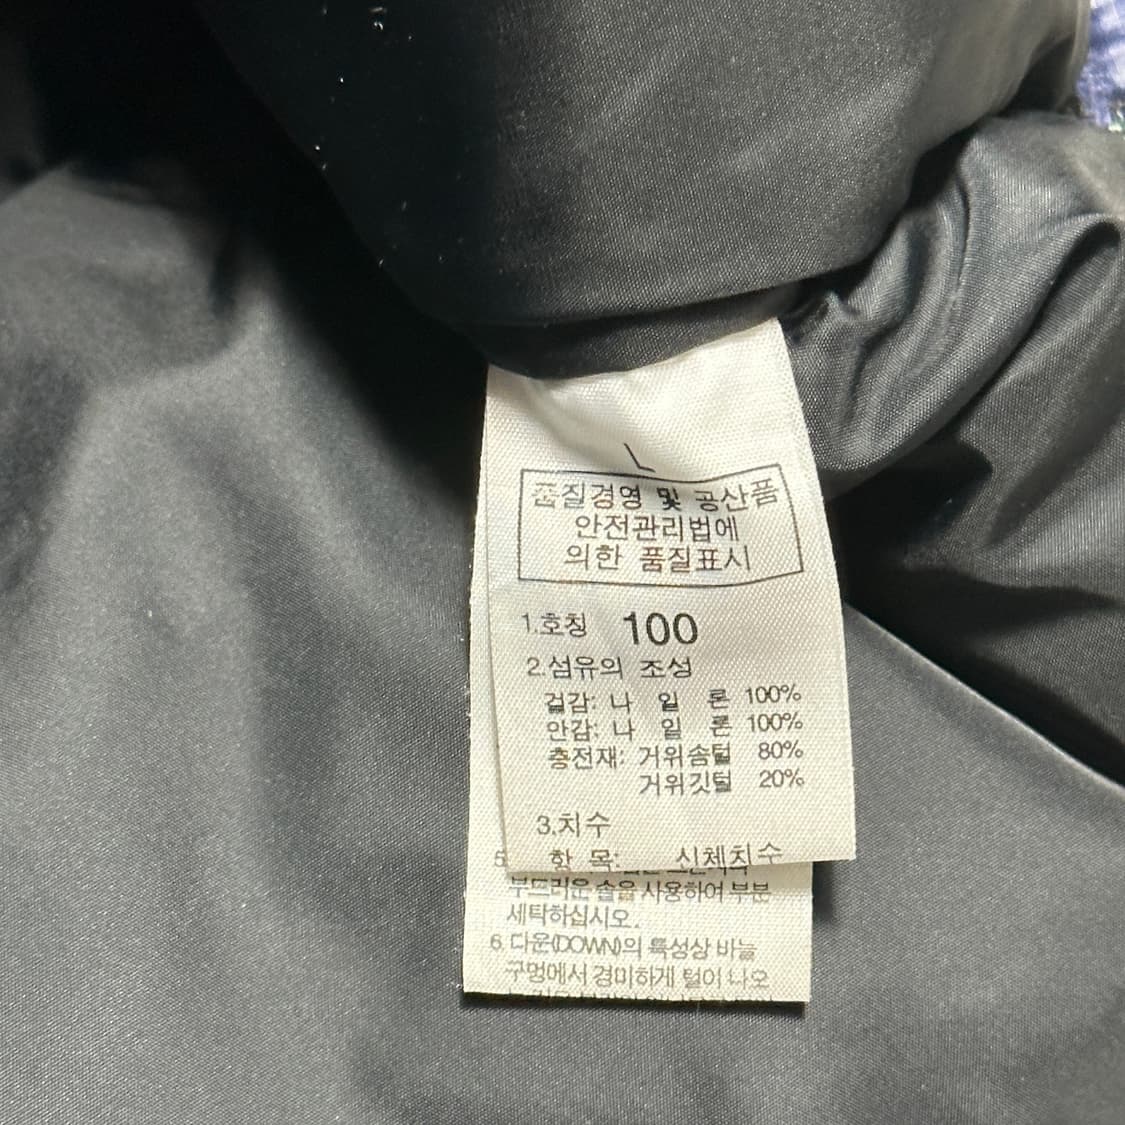 L
품질경영 및 공산품
안전관리법에
의한 품질표시
1.호칭 100
2.섬유의 조성
겉감: 나 일 론 100%
안감: 나 일 론 100%
충전재: 거위솜털 80%
거위깃털 20%
3.치수
항 목: 신체치수
5
부드러운 솔을 사용하여 부분
세탁하십시오.
6.다운(DOWN)의 특성상 바늘
구멍에서 경미하게 털이 나오